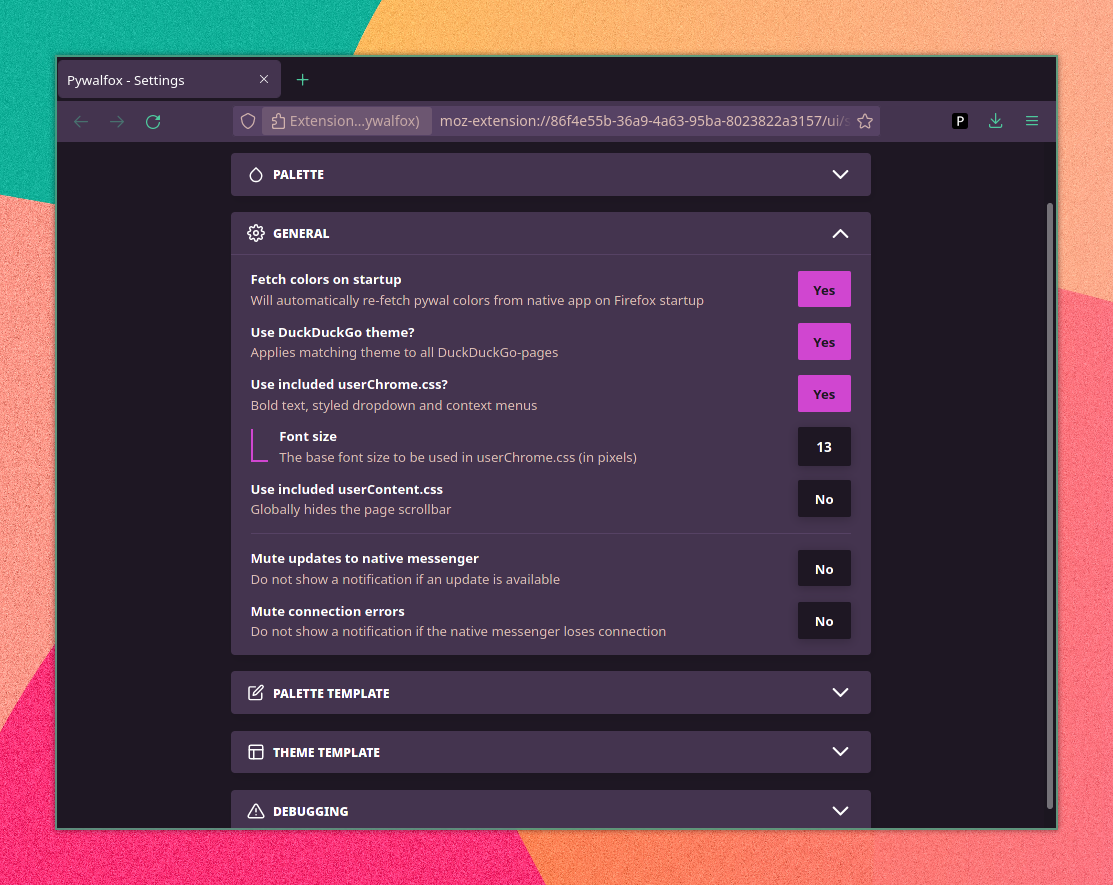 Pywalfox - Settings
Extension...ywalfox) moz-extension://86f4e55b-36a9-4a63-95ba-8023822a3157/ui/s
P
PALETTE
GENERAL
Fetch colors on startup
Will automatically re-fetch pywal colors from native app on Firefox startup
Yes
Use DuckDuckGo theme?
Applies matching theme to all DuckDuckGo-pages
Yes
Use included userChrome.css?
Bold text, styled dropdown and context menus
Yes
Font size
The base font size to be used in userChrome.css (in pixels)
13
Use included userContent.css
Globally hides the page scrollbar
No
Mute updates to native messenger
Do not show a notification if an update is available
No
Mute connection errors
Do not show a notification if the native messenger loses connection
No
PALETTE TEMPLATE
THEME TEMPLATE
DEBUGGING